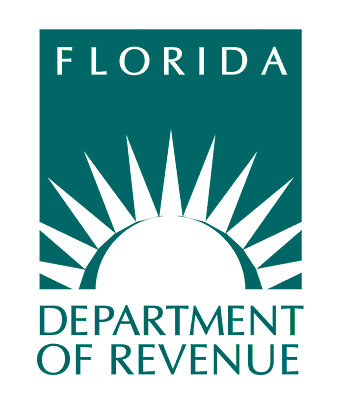 FLORIDA
DEPARTMENT
OF REVENUE